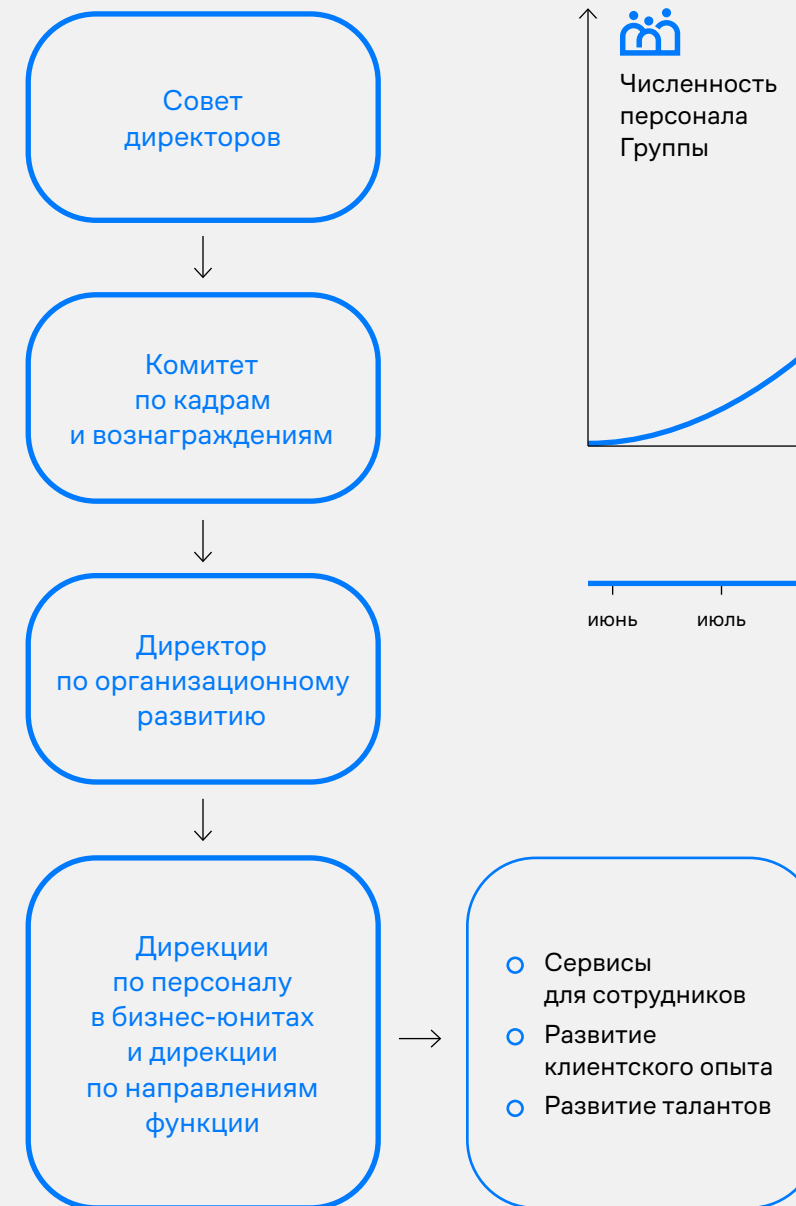 Совет
директоров
Комитет
по кадрам
и вознаграждениям
Директор
по организационному
развитию
Дирекции
по персоналу
в бизнес-юнитах
и дирекции
по направлениям
функции
Сервисы
для сотрудников
Развитие
клиентского опыта
Развитие талантов
Численность
персонала
Группы
июнь июль